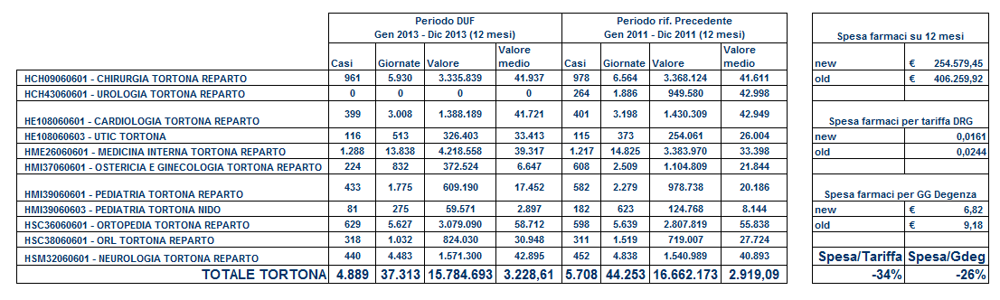 Periodo DUF Periodo rif. Precedente
Gen 2013 - Dic 2013 (12 mesi) Gen 2011 - Dic 2011 (12 mesi) Spesa farmaci su 12 mesi
Casi Giornate Valore Valore medio Casi Giornate Valore Valore medio new € 254.579,45
HCH09060601 - CHIRURGIA TORTONA REPARTO 961 5.930 3.335.839 41.937 978 6.564 3.368.124 41.611 old € 406.259,92
HCH43060601 - UROLOGIA TORTONA REPARTO 0 0 0 0 264 1.886 949.580 42.998
HE108060601 - CARDIOLOGIA TORTONA REPARTO 399 3.008 1.388.189 41.721 401 3.198 1.430.309 42.949 Spesa farmaci per tariffa DRG
HE108060603 - UTIC TORTONA 116 513 326.403 33.413 115 373 254.061 26.004 new 0,0161
HME26060601 - MEDICINA INTERNA TORTONA REPARTO 1.288 13.838 4.218.558 39.317 1.217 14.825 3.383.970 33.398 old 0,0244
HMI37060601 - OSTERICIA E GINECOLOGIA TORTONA REPARTO 224 832 372.524 6.647 608 2.509 1.104.809 21.844
HMI39060601 - PEDIATRIA TORTONA REPARTO 433 1.775 609.190 17.452 582 2.279 978.738 20.186 Spesa farmaci per GG Degenza
HMI39060603 - PEDIATRIA TORTONA NIDO 81 275 59.571 2.897 182 623 124.768 8.144 new € 6,82
HSC36060601 - ORTOPEDIA TORTONA REPARTO 629 5.627 3.079.090 58.712 598 5.639 2.807.819 55.838 old € 9,18
HSC38060601 - ORL TORTONA REPARTO 318 1.032 824.030 30.948 311 1.519 719.007 27.724
HSM32060601 - NEUROLOGIA TORTONA REPARTO 440 4.483 1.571.300 42.895 452 4.838 1.540.989 40.893 Spesa/Tariffa Spesa/Gdeg
TOTALE TORTONA 4.889 37.313 15.784.693 3.228,61 5.708 44.253 16.662.173 2.919,09 -34% -26%